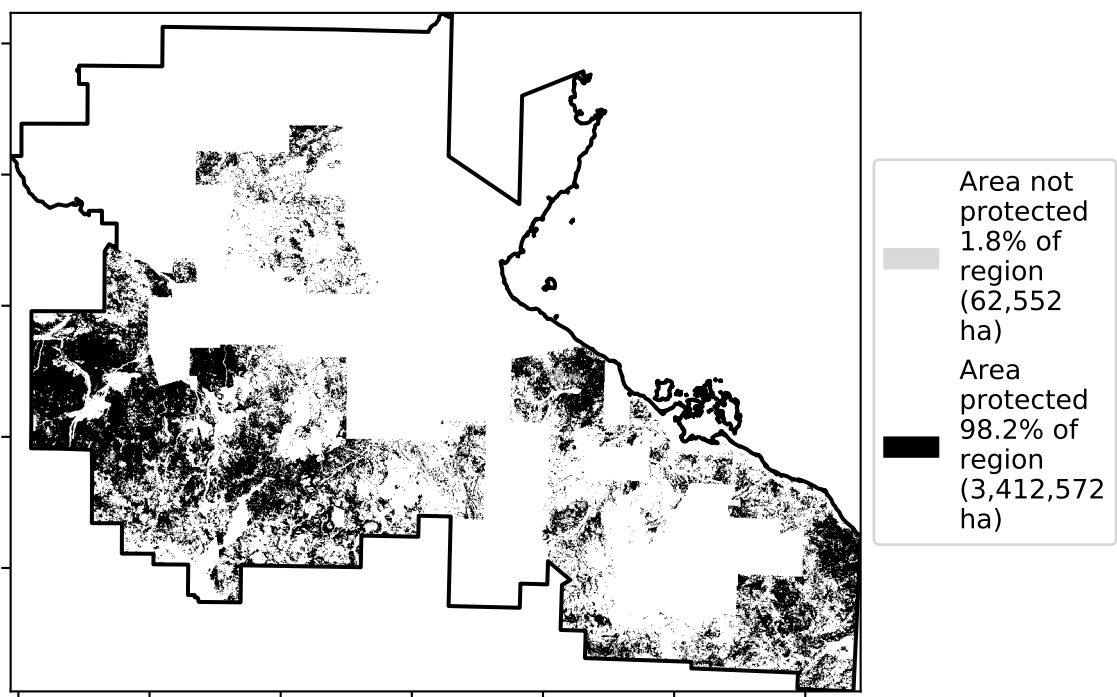 Area not
protected
1.8% of
region
(62,552
ha)
Area
protected
98.2% of
region
(3,412,572
ha)